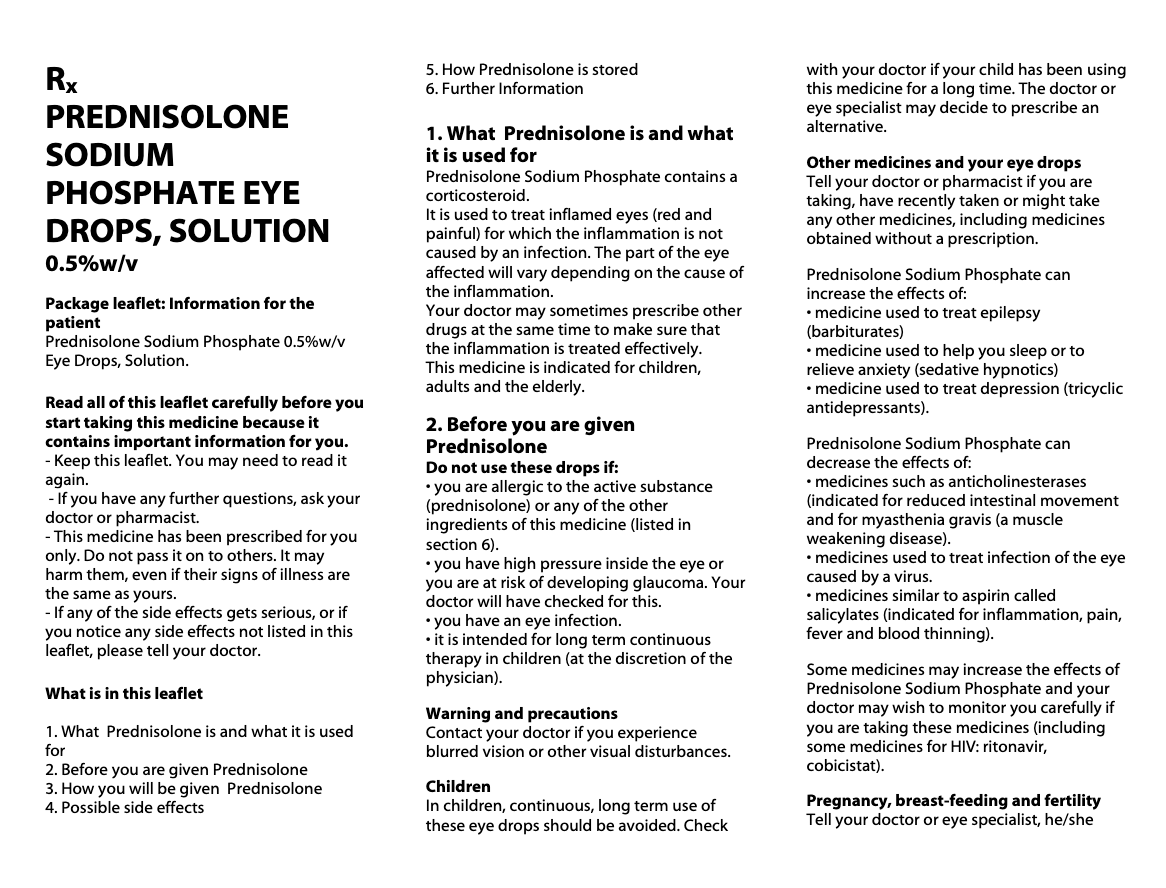 Rx
PREDNISOLONE
SODIUM
PHOSPHATE EYE
DROPS, SOLUTION
0.5%w/v
Package leaflet: Information for the
patient
Prednisolone Sodium Phosphate 0.5%w/v
Eye Drops, Solution.
Read all of this leaflet carefully before you
start taking this medicine because it
contains important information for you.
- Keep this leaflet. You may need to read it
again.
- If you have any further questions, ask your
doctor or pharmacist.
- This medicine has been prescribed for you
only. Do not pass it on to others. It may
harm them, even if their signs of illness are
the same as yours.
- If any of the side effects gets serious, or if
you notice any side effects not listed in this
leaflet, please tell your doctor.
What is in this leaflet
1. What  Prednisolone is and what it is used
for
2. Before you are given Prednisolone
3. How you will be given  Prednisolone
4. Possible side effects
5. How Prednisolone is stored
6. Further Information
1. What  Prednisolone is and what
it is used for
Prednisolone Sodium Phosphate contains a
corticosteroid.
It is used to treat inflamed eyes (red and
painful) for which the inflammation is not
caused by an infection. The part of the eye
affected will vary depending on the cause of
the inflammation.
Your doctor may sometimes prescribe other
drugs at the same time to make sure that
the inflammation is treated effectively.
This medicine is indicated for children,
adults and the elderly.
2. Before you are given
Prednisolone
Do not use these drops if:
• you are allergic to the active substance
(prednisolone) or any of the other
ingredients of this medicine (listed in
section 6).
• you have high pressure inside the eye or
you are at risk of developing glaucoma. Your
doctor will have checked for this.
• you have an eye infection.
• it is intended for long term continuous
therapy in children (at the discretion of the
physician).
Warning and precautions
Contact your doctor if you experience
blurred vision or other visual disturbances.
Children
In children, continuous, long term use of
these eye drops should be avoided. Check
with your doctor if your child has been using
this medicine for a long time. The doctor or
eye specialist may decide to prescribe an
alternative.
Other medicines and your eye drops
Tell your doctor or pharmacist if you are
taking, have recently taken or might take
any other medicines, including medicines
obtained without a prescription.
Prednisolone Sodium Phosphate can
increase the effects of:
• medicine used to treat epilepsy
(barbiturates)
• medicine used to help you sleep or to
relieve anxiety (sedative hypnotics)
• medicine used to treat depression (tricyclic
antidepressants).
Prednisolone Sodium Phosphate can
decrease the effects of:
• medicines such as anticholinesterases
(indicated for reduced intestinal movement
and for myasthenia gravis (a muscle
weakening disease).
• medicines used to treat infection of the eye
caused by a virus.
• medicines similar to aspirin called
salicylates (indicated for inflammation, pain,
fever and blood thinning).
Some medicines may increase the effects of
Prednisolone Sodium Phosphate and your
doctor may wish to monitor you carefully if
you are taking these medicines (including
some medicines for HIV: ritonavir,
cobicistat).
Pregnancy, breast-feeding and fertility
Tell your doctor or eye specialist, he/she